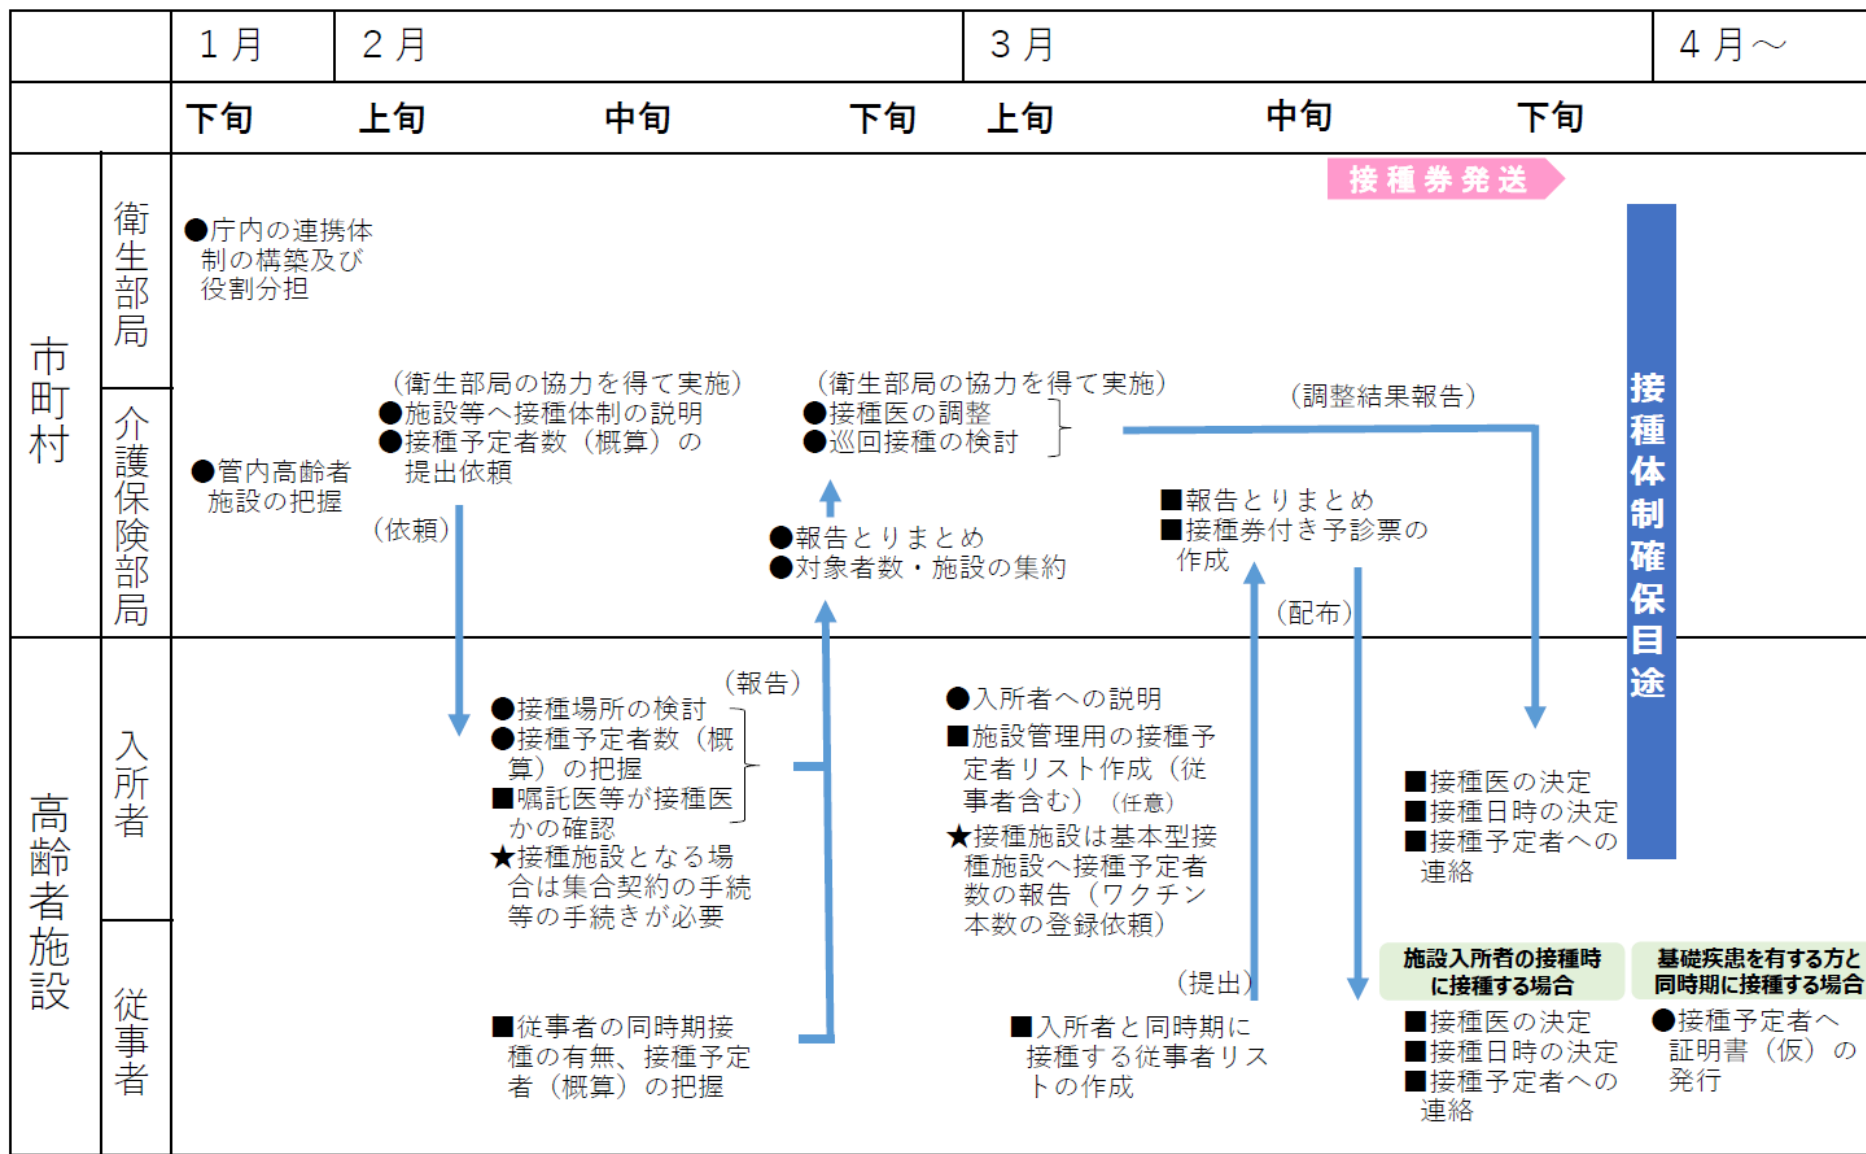 1月
2月
3月
4月～
下旬
上旬
中旬
下旬
上旬
中旬
下旬
市町村
衛生部局
接種券発送
●庁内の連携体
制の構築及び
役割分担
介護保険部局
●管内高齢者
施設の把握
（衛生部局の協力を得て実施）
●施設等へ接種体制の説明
●接種予定者数（概算）の
提出依頼
（依頼）
（衛生部局の協力を得て実施）
●接種医の調整
●巡回接種の検討
●報告とりまとめ
●対象者数・施設の集約
（調整結果報告）
■報告とりまとめ
■接種券付き予診票の
作成
（配布）
接種体制確保目途
高齢者施設
入所者
（報告）
●接種場所の検討
●接種予定者数（概
算）の把握
■嘱託医等が接種医
かの確認
★接種施設となる場
合は集合契約の手続
等の手続きが必要
●入所者への説明
■施設管理用の接種予
定者リスト作成（従
事者含む）（任意）
★接種施設は基本型接
種施設へ接種予定者
数の報告（ワクチン
本数の登録依頼）
■接種医の決定
■接種日時の決定
■接種予定者への
連絡
従事者
■従事者の同時期接
種の有無、接種予定
者（概算）の把握
（提出）
■入所者と同時期に
接種する従事者リス
トの作成
施設入所者の接種時
に接種する場合
■接種医の決定
■接種日時の決定
■接種予定者への
連絡
基礎疾患を有する方と
同時期に接種する場合
●接種予定者へ
証明書（仮）の
発行